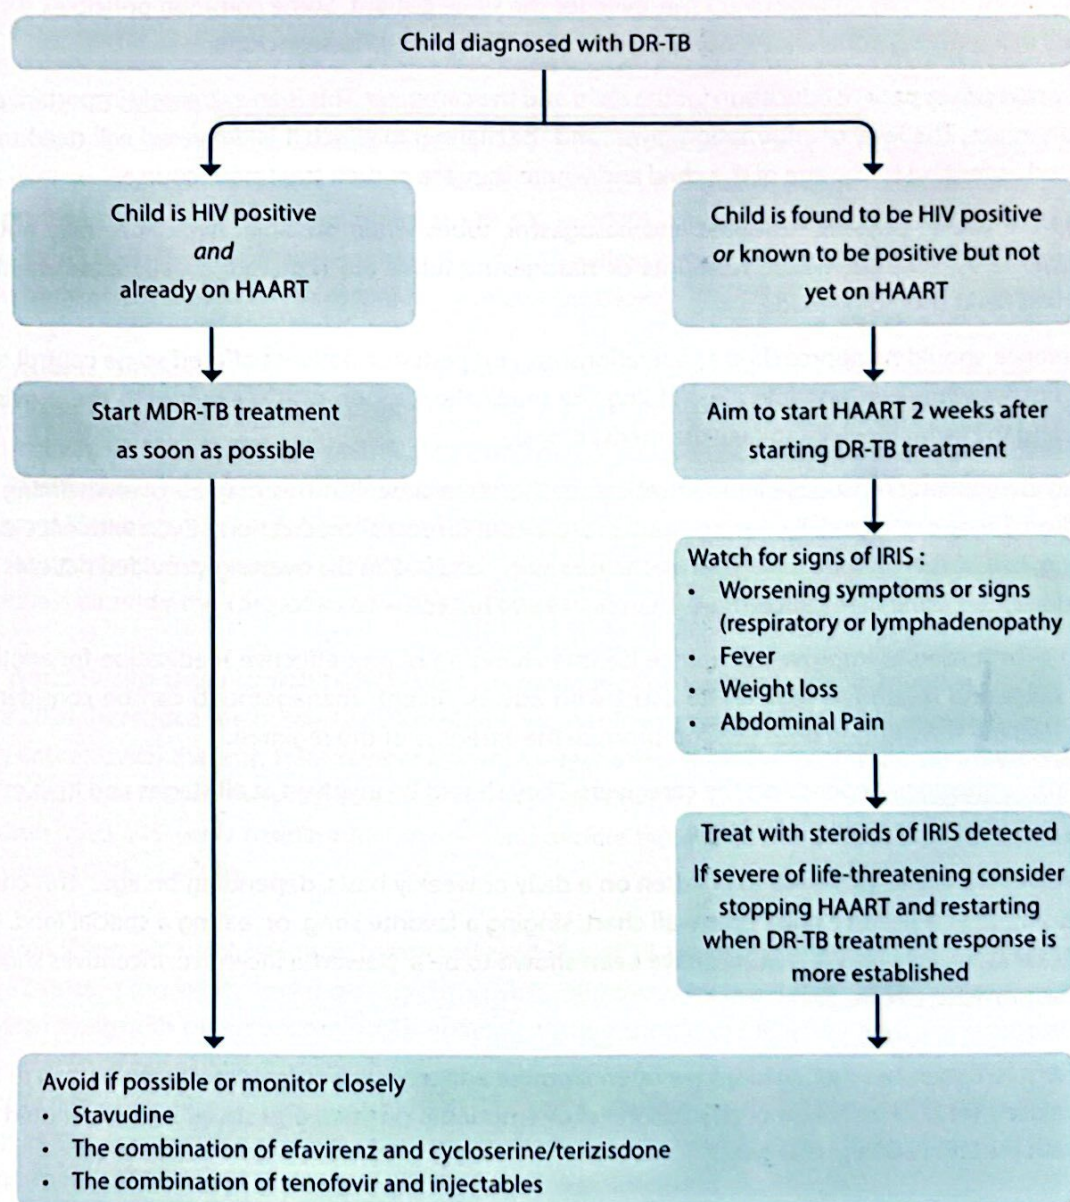 Child diagnosed with DR-TB
Child is HIV positive
and
already on HAART
Child is found to be HIV positive
or known to be positive but not
yet on HAART
Start MDR-TB treatment
as soon as possible
Aim to start HAART 2 weeks after
starting DR-TB treatment
Watch for signs of IRIS :
• Worsening symptoms or signs
(respiratory or lymphadenopathy
• Fever
• Weight loss
• Abdominal Pain
Treat with steroids of IRIS detected
If severe of life-threatening consider
stopping HAART and restarting
when DR-TB treatment response is
more established
Avoid if possible or monitor closely
• Stavudine
• The combination of efavirenz and cycloserine/terizisdone
• The combination of tenofovir and injectables